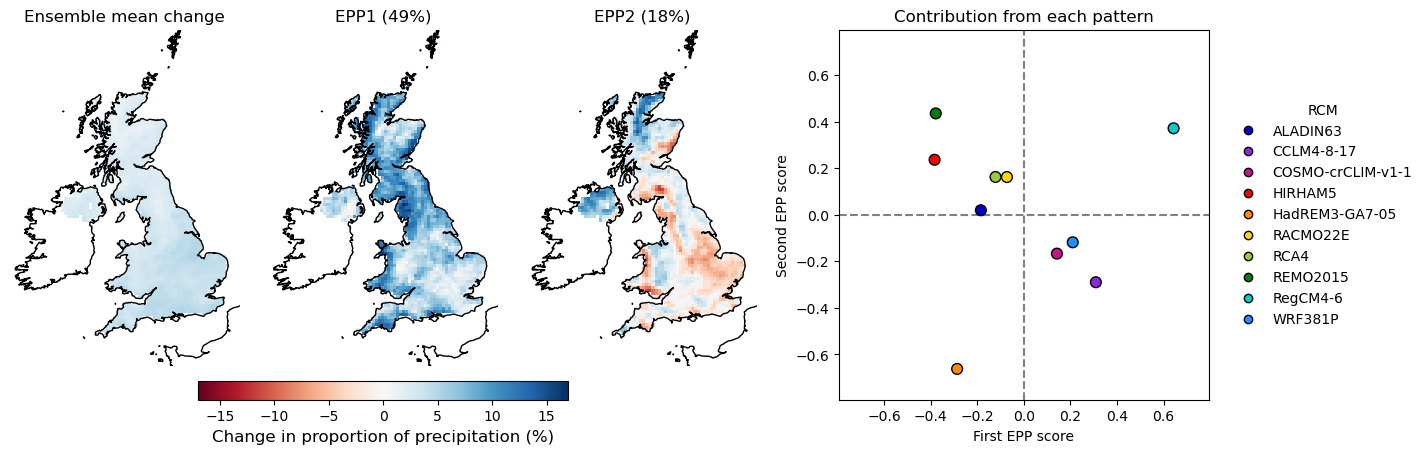 Ensemble mean change
EPP1 (49%)
EPP2 (18%)
−15 −10 −5 0 5 10 15
Change in proportion of precipitation (%)
Contribution from each pattern
Second EPP score
0.6
0.4
0.2
0.0
−0.2
−0.4
−0.6
−0.6 −0.4 −0.2 0.0 0.2 0.4 0.6
First EPP score
RCM
ALADIN63
CCLM4-8-17
COSMO-crCLIM-v1-1
HIRHAM5
HadREM3-GA7-05
RACMO22E
RCA4
REMO2015
RegCM4-6
WRF381P